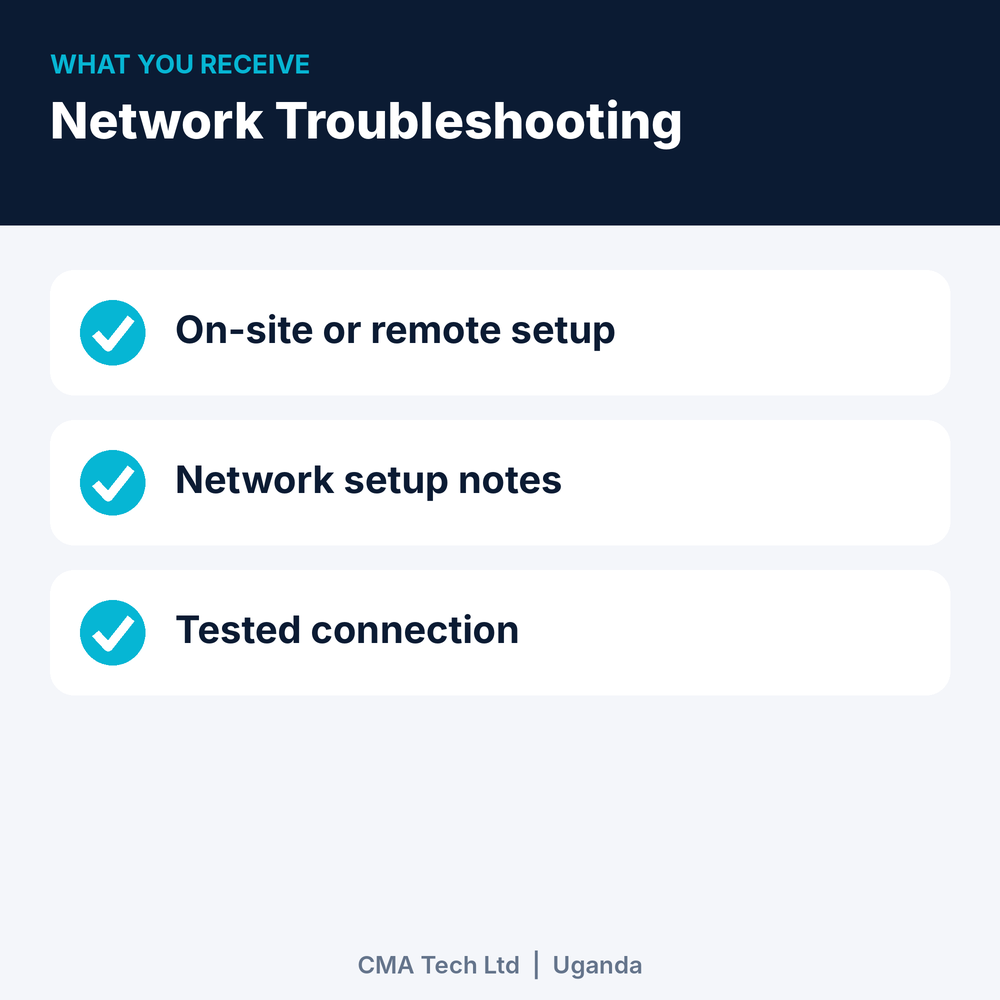 WHAT YOU RECEIVE
Network Troubleshooting
On-site or remote setup
Network setup notes
Tested connection
CMA Tech Ltd | Uganda